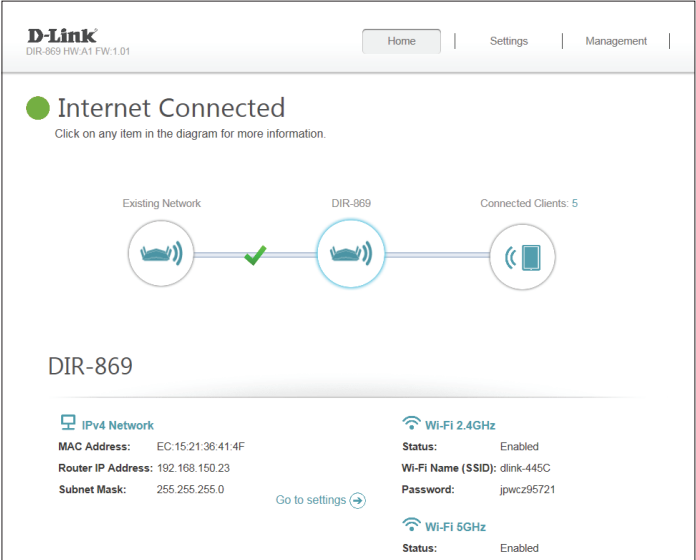 D-Link
DIR-869 HW:A1 FW:1.01
Home
Settings
Management
Internet Connected
Click on any item in the diagram for more information.
Existing Network
DIR-869
Connected Clients: 5
DIR-869
IPv4 Network
MAC Address: EC:15:21:36:41:4F
Router IP Address: 192.168.150.23
Subnet Mask: 255.255.255.0
Go to settings
Wi-Fi 2.4GHz
Status: Enabled
Wi-Fi Name (SSID): dlink-445C
Password: jpwcz95721
Wi-Fi 5GHz
Status: Enabled